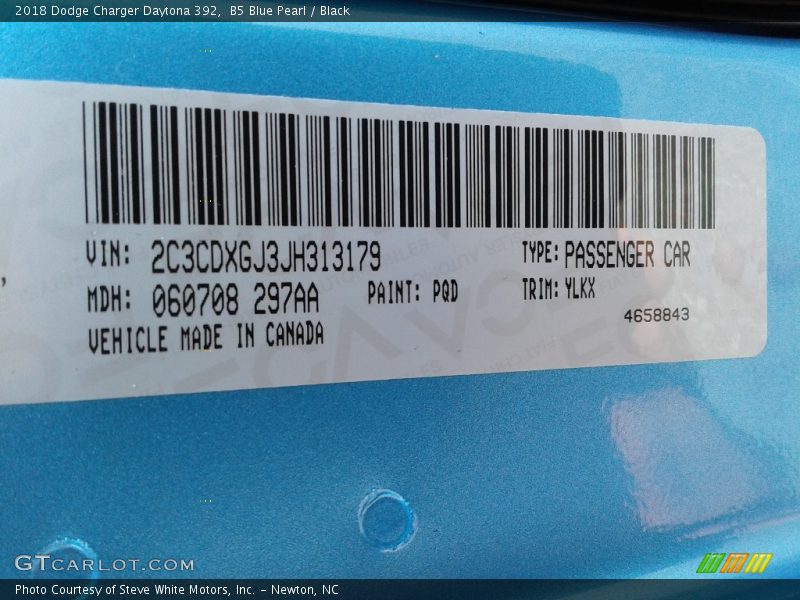 2018 Dodge Charger Daytona 392, B5 Blue Pearl / Black
VIN: 2C3CDXGJ3JH313179 TYPE: PASSENGER CAR
MDH: 060708 297AA PAINT: PQD TRIM: YLKX
4658843
VEHICLE MADE IN CANADA
GTCARLOT.COM
Photo Courtesy of Steve White Motors, Inc. – Newton, NC